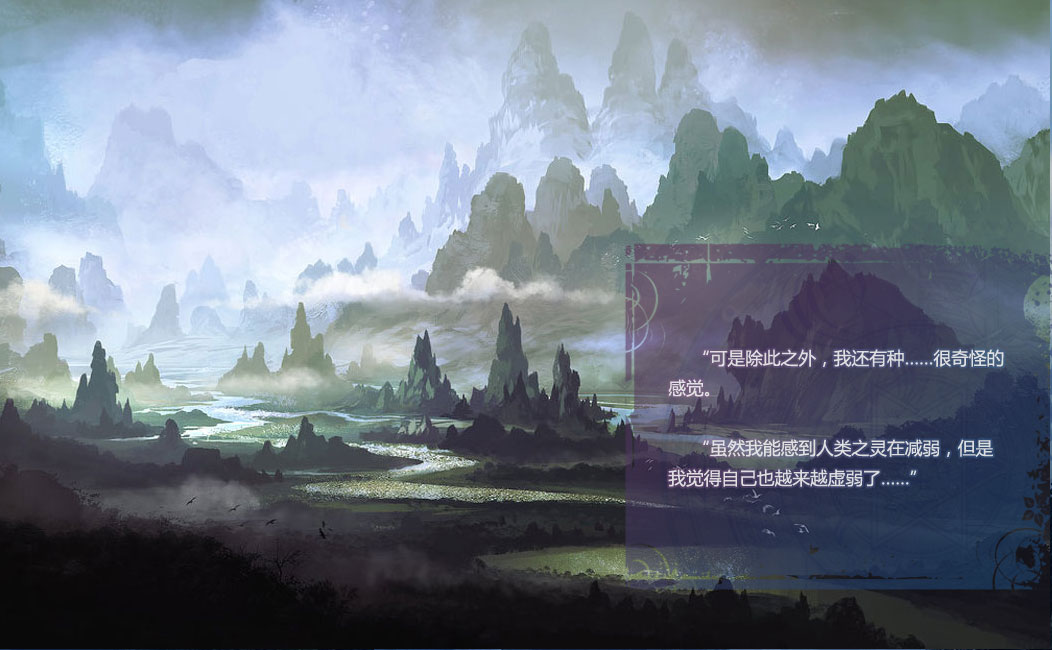 “可是除此之外，我还有种……很奇怪的
感觉。
“虽然我能感到人类之灵在减弱，但是
我觉得自己也越来越虚弱了……”